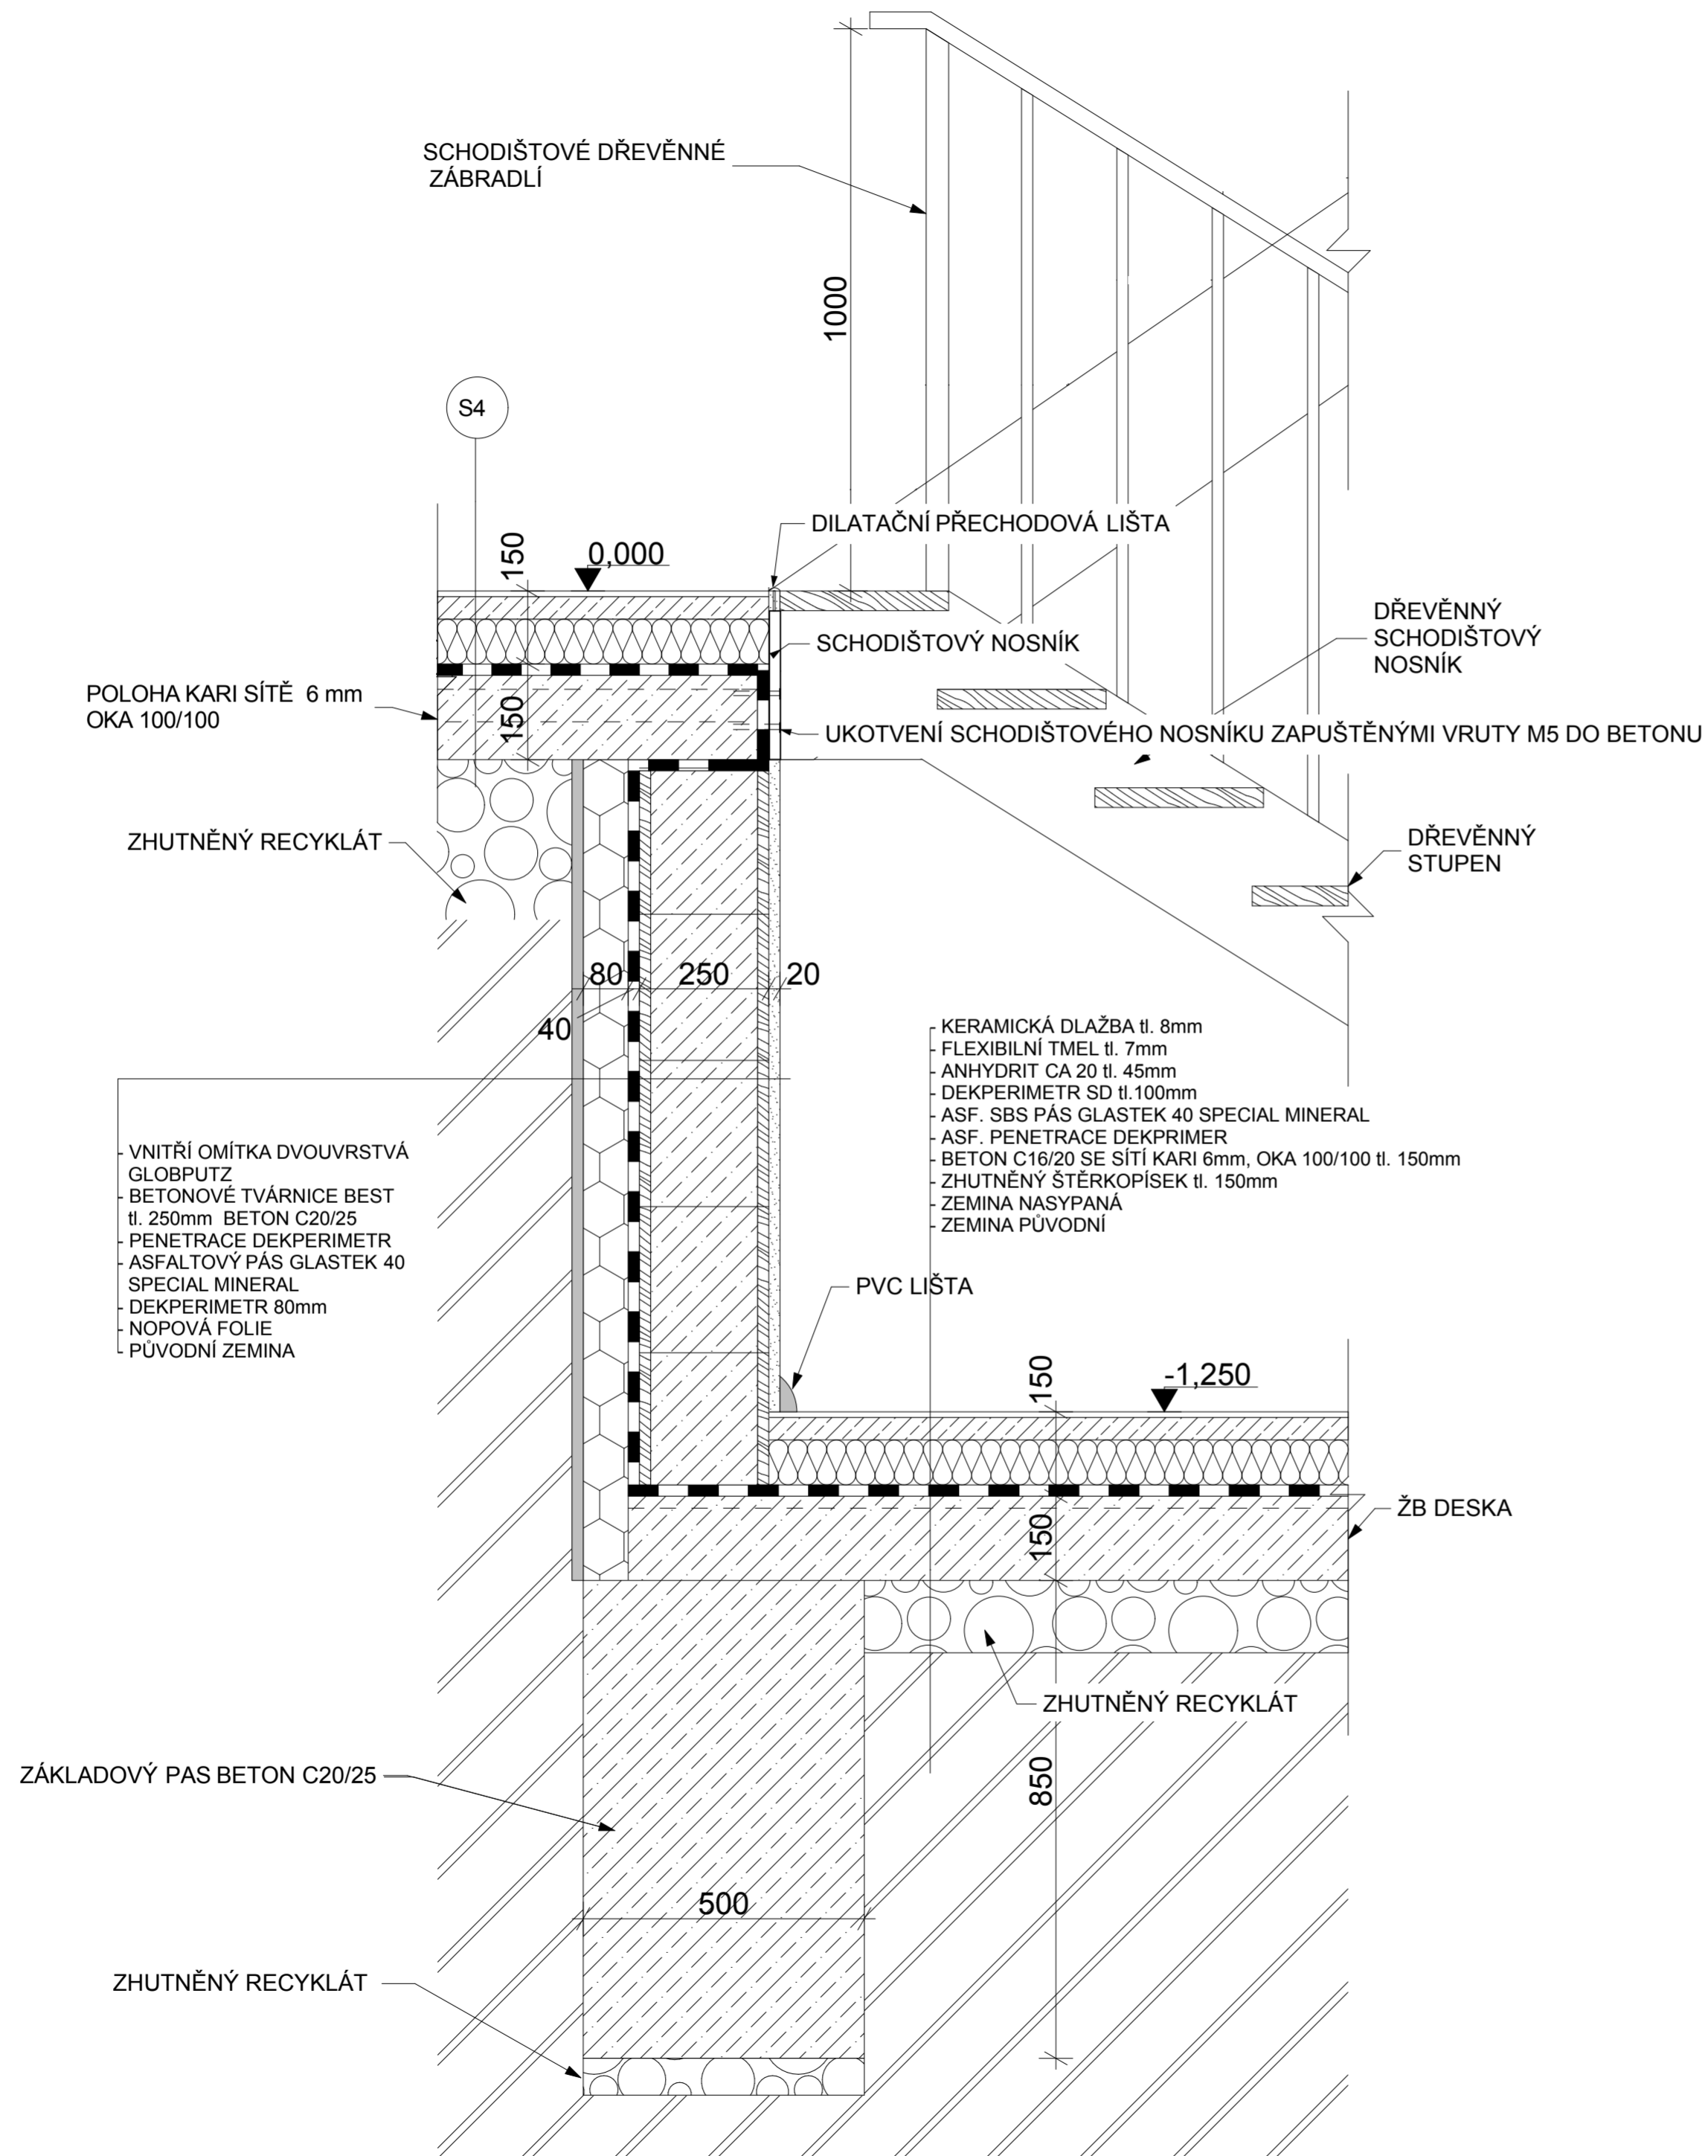 SCHODIŠTOVÉ DŘEVĚNNÉ
ZÁBRADLÍ
1000
S4
DILATAČNÍ PŘECHODOVÁ LIŠTA
150
0,000
SCHODIŠTOVÝ NOSNÍK
DŘEVĚNNÝ
SCHODIŠTOVÝ
NOSNÍK
POLOHA KARI SÍTĚ 6 mm
OKA 100/100
150
UKOTVENÍ SCHODIŠTOVÉHO NOSNÍKU ZAPUŠTĚNÝMI VRUTY M5 DO BETONU
ZHUTNĚNÝ RECYKLÁT
DŘEVĚNNÝ
STUPEN
80
250
20
40
KERAMICKÁ DLAŽBA tl. 8mm
FLEXIBILNÍ TMEL tl. 7mm
ANHYDRIT CA 20 tl. 45mm
DEKPERIMETR SD tl.100mm
ASF. SBS PÁS GLASTEK 40 SPECIAL MINERAL
ASF. PENETRACE DEKPRIMER
BETON C16/20 SE SÍTÍ KARI 6mm, OKA 100/100 tl. 150mm
ZHUTNĚNÝ ŠTĚRKOPÍSEK tl. 150mm
ZEMINA NASYPANÁ
ZEMINA PŮVODNÍ
VNITŘÍ OMÍTKA DVOUVRSTVÁ
GLOBPUTZ
BETONOVÉ TVÁRNICE BEST
tl. 250mm BETON C20/25
PENETRACE DEKPERIMETR
ASFALTOVÝ PÁS GLASTEK 40
SPECIAL MINERAL
DEKPERIMETR 80mm
NOPOVÁ FOLIE
PŮVODNÍ ZEMINA
PVC LIŠTA
150
-1,250
150
ŽB DESKA
ZHUTNĚNÝ RECYKLÁT
ZÁKLADOVÝ PAS BETON C20/25
850
500
ZHUTNĚNÝ RECYKLÁT